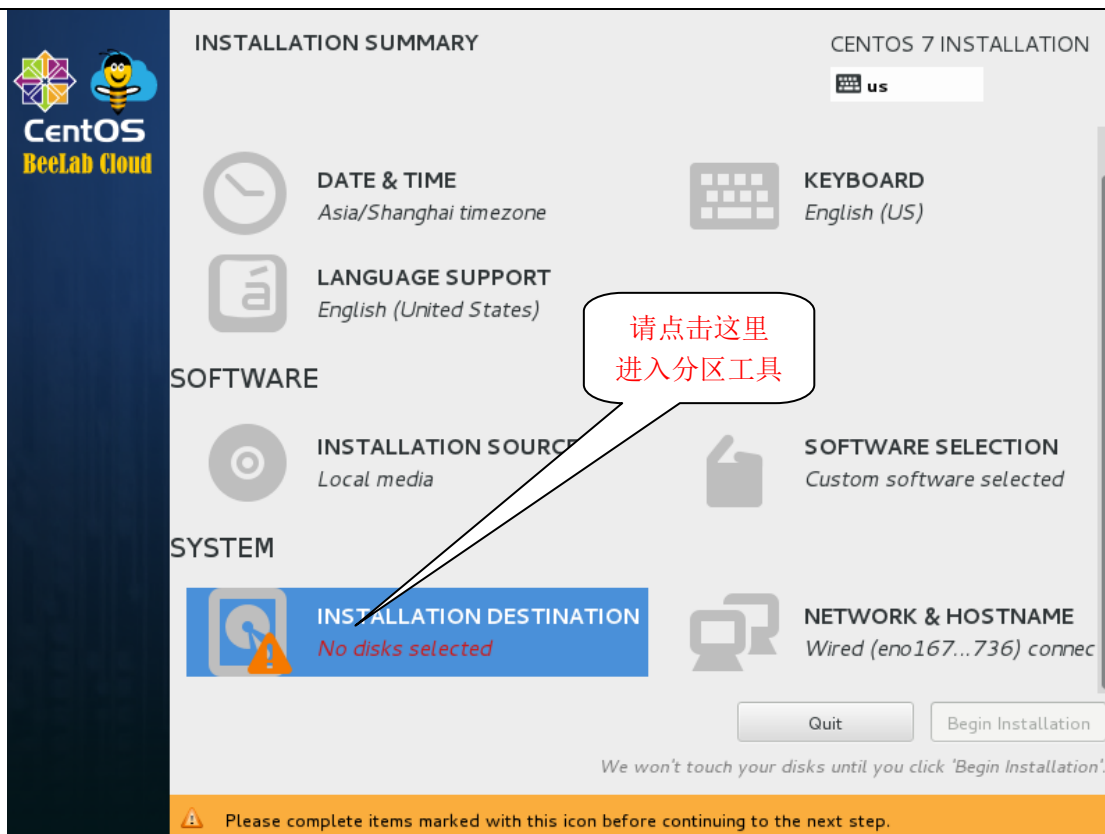 INSTALLATION SUMMARY
CENTOS 7 INSTALLATION
us
CentOS
BeeLab Cloud
DATE & TIME
Asia/Shanghai timezone
KEYBOARD
English (US)
á
LANGUAGE SUPPORT
English (United States)
请点击这里
进入分区工具
SOFTWARE
INSTALLATION SOURC
Local media
SOFTWARE SELECTION
Custom software selected
SYSTEM
INSTALLATION DESTINATION
No disks selected
NETWORK & HOSTNAME
Wired (eno167...736) connec
Quit
Begin Installation
We won't touch your disks until you click 'Begin Installation'.
Please complete items marked with this icon before continuing to the next step.